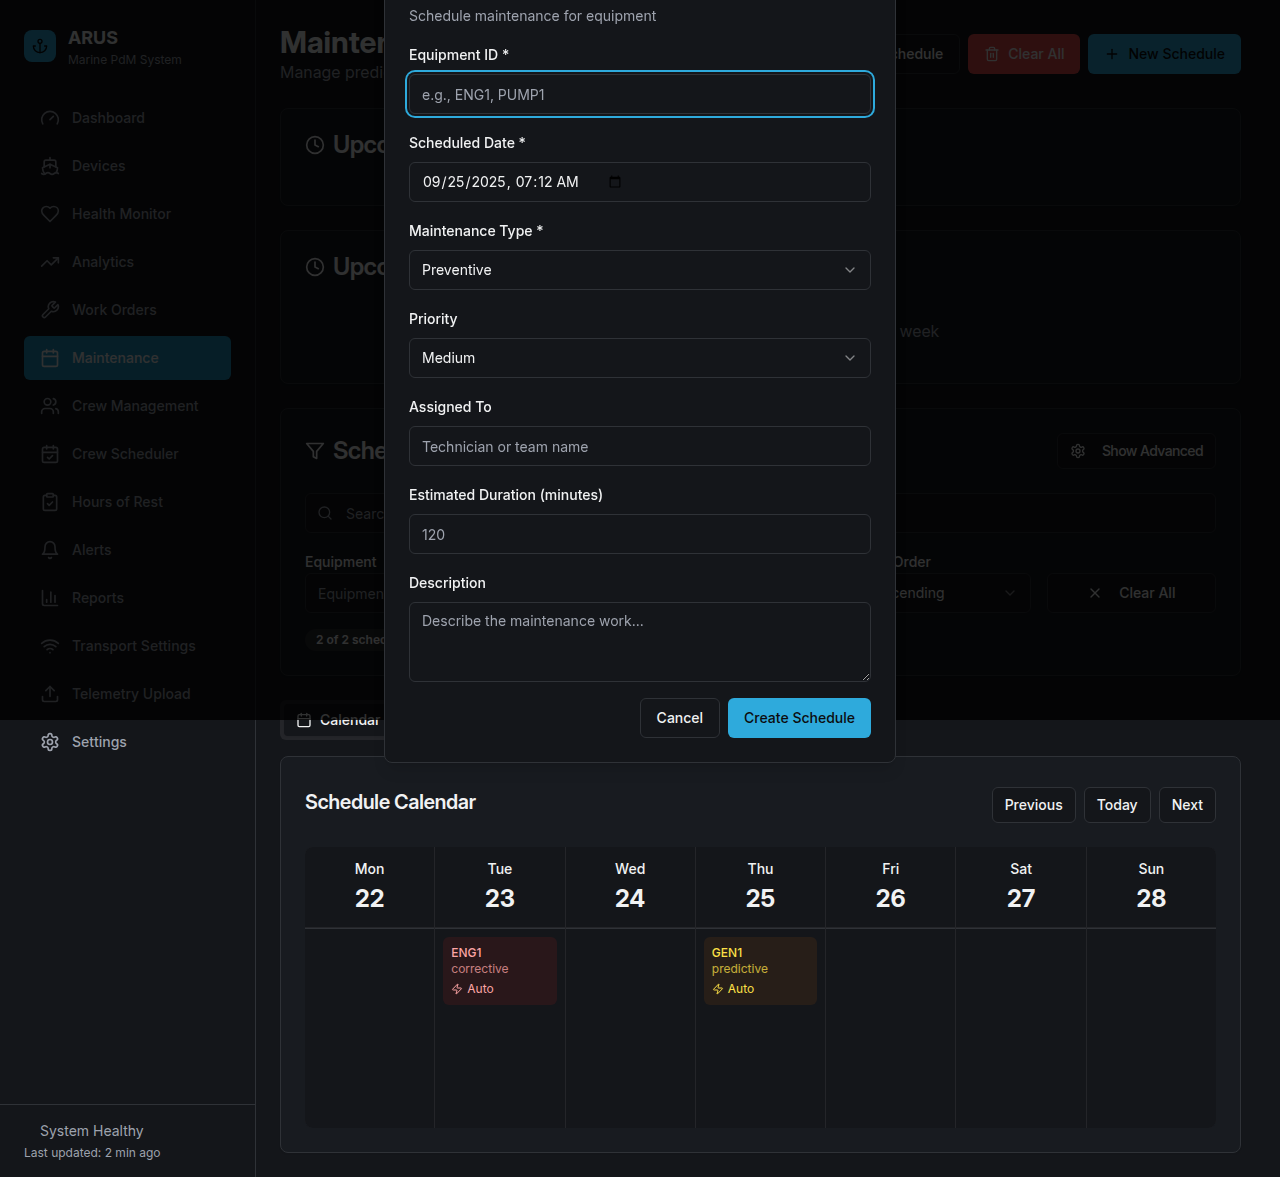 ARUS
Marine PdM System
Dashboard
Devices
Health Monitor
Analytics
Work Orders
Maintenance
Crew Management
Crew Scheduler
Hours of Rest
Alerts
Reports
Transport Settings
Telemetry Upload
Settings
System Healthy
Last updated: 2 min ago
Mainter
Manage predi
chedule
Clear All
New Schedule
Upco
Upco
week
Sche
Show Advanced
Searc
Equipment
Order
Equipmen
cending
Clear All
2 of 2 sched
Calendar
Schedule maintenance for equipment
Equipment ID *
e.g., ENG1, PUMP1
Scheduled Date *
09/25/2025, 07:12 AM
Maintenance Type *
Preventive
Priority
Medium
Assigned To
Technician or team name
Estimated Duration (minutes)
120
Description
Describe the maintenance work...
Cancel
Create Schedule
Schedule Calendar
Previous
Today
Next
Mon
22
Tue
23
Wed
24
Thu
25
Fri
26
Sat
27
Sun
28
ENG1
corrective
Auto
GEN1
predictive
Auto